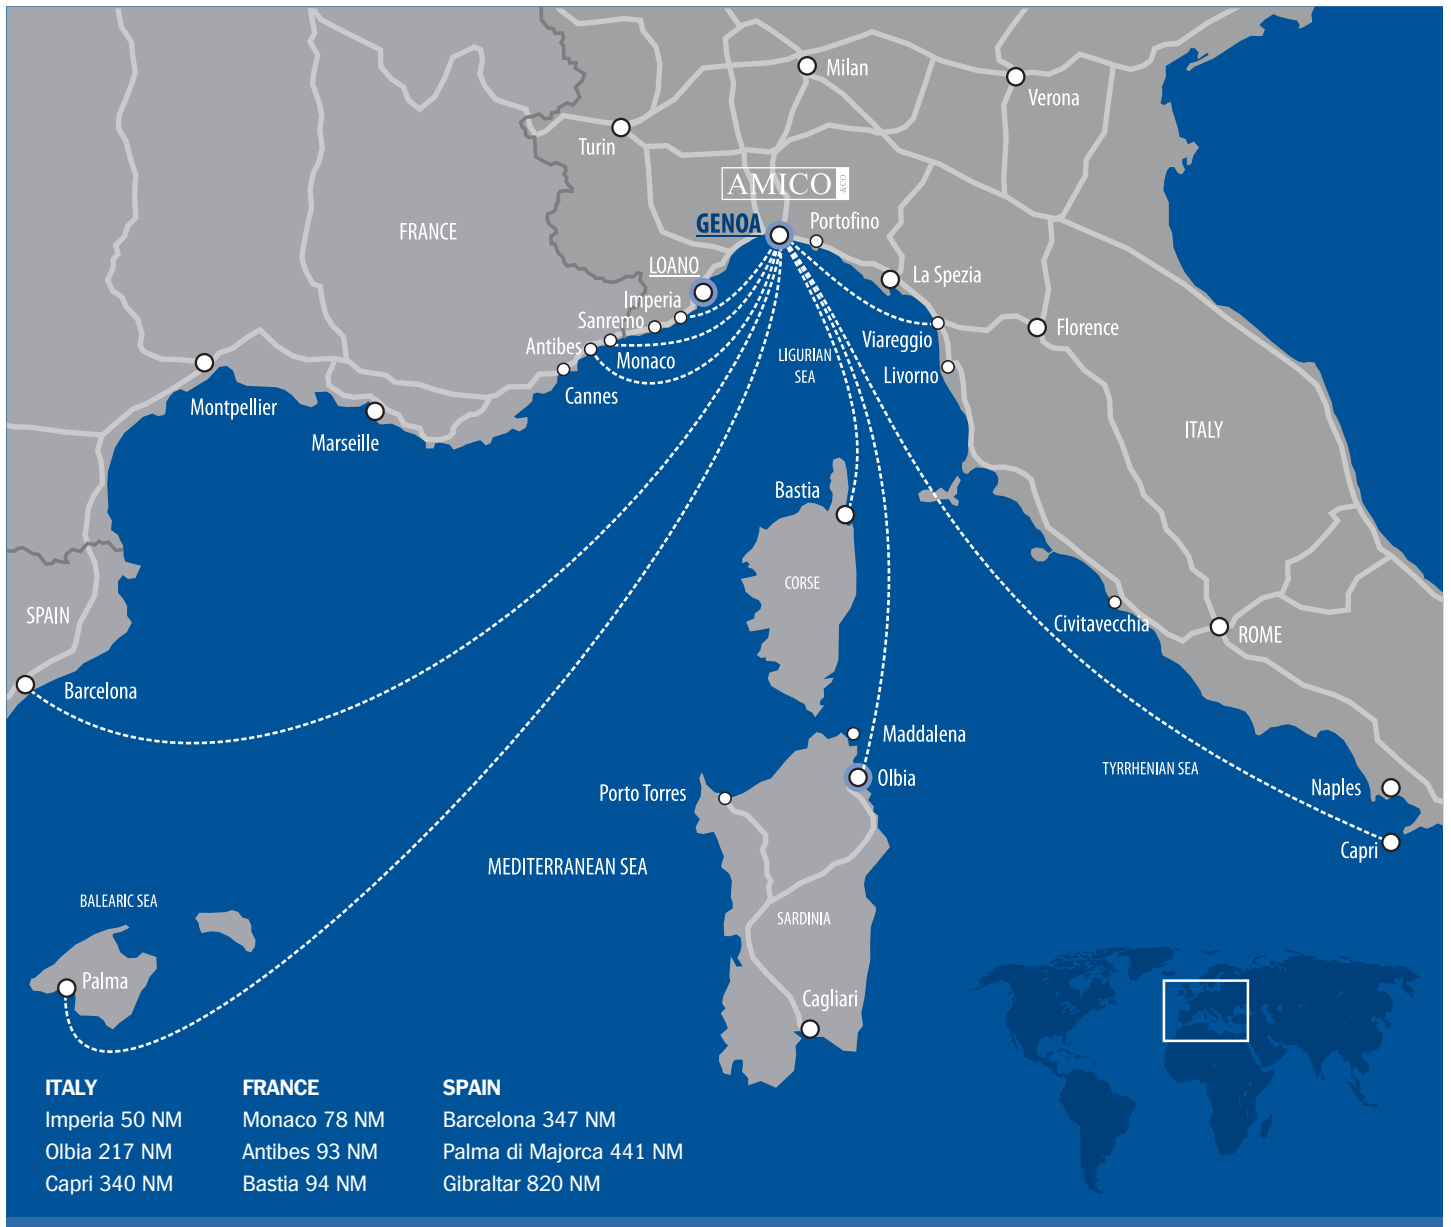 Milan
Verona
Turin
AMICO &CO
GENOA
Portofino
FRANCE
LOANO
La Spezia
Imperia
Sanremo
Florence
Antibes
Monaco
LIGURIAN
SEA
Viareggio
Livorno
Cannes
Montpellier
Marseille
ITALY
Bastia
CORSE
SPAIN
Civitavecchia
ROME
Barcelona
Maddalena
TYRRHENIAN SEA
Olbia
Porto Torres
Naples
Capri
MEDITERRANEAN SEA
BALEARIC SEA
SARDINIA
Palma
Cagliari
ITALY
Imperia 50 NM
Olbia 217 NM
Capri 340 NM
FRANCE
Monaco 78 NM
Antibes 93 NM
Bastia 94 NM
SPAIN
Barcelona 347 NM
Palma di Majorca 441 NM
Gibraltar 820 NM